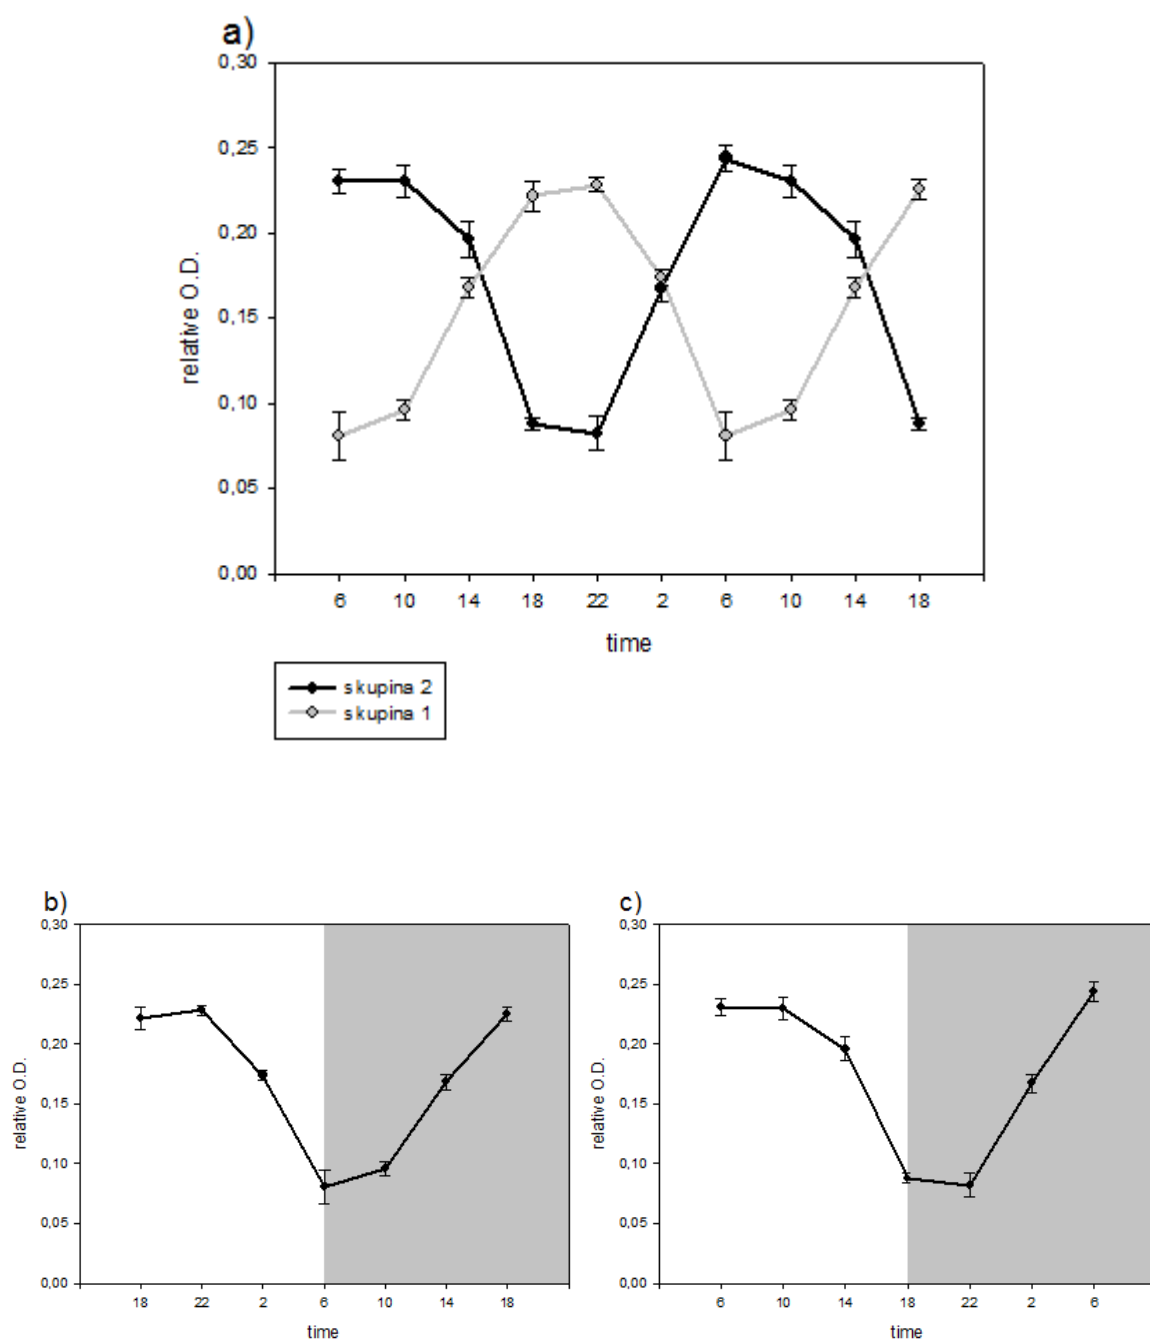 a)
0,30
0,25
0,20
0,15
0,10
0,05
0,00
relative O.D.
6 10 14 18 22 2 6 10 14 18
time
skupina 2
skupina 1
b)
0,30
0,25
0,20
0,15
0,10
0,05
0,00
relative O.D.
18 22 2 6 10 14 18
time
c)
0,30
0,25
0,20
0,15
0,10
0,05
0,00
relative O.D.
6 10 14 18 22 2 6
time